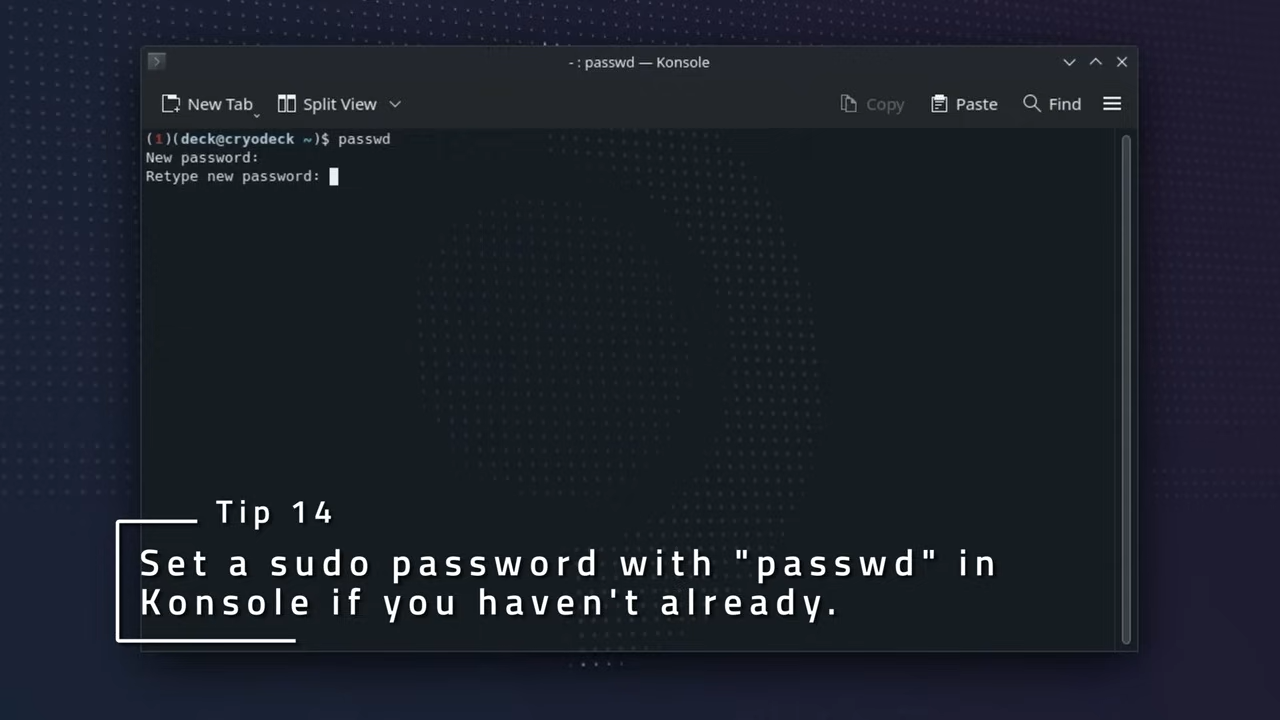 - : passwd — Konsole
New Tab Split View Copy Paste Find
(1)(deck@cryodeck ~)$ passwd
New password:
Retype new password:
Tip 14
Set a sudo password with "passwd" in
Konsole if you haven't already.